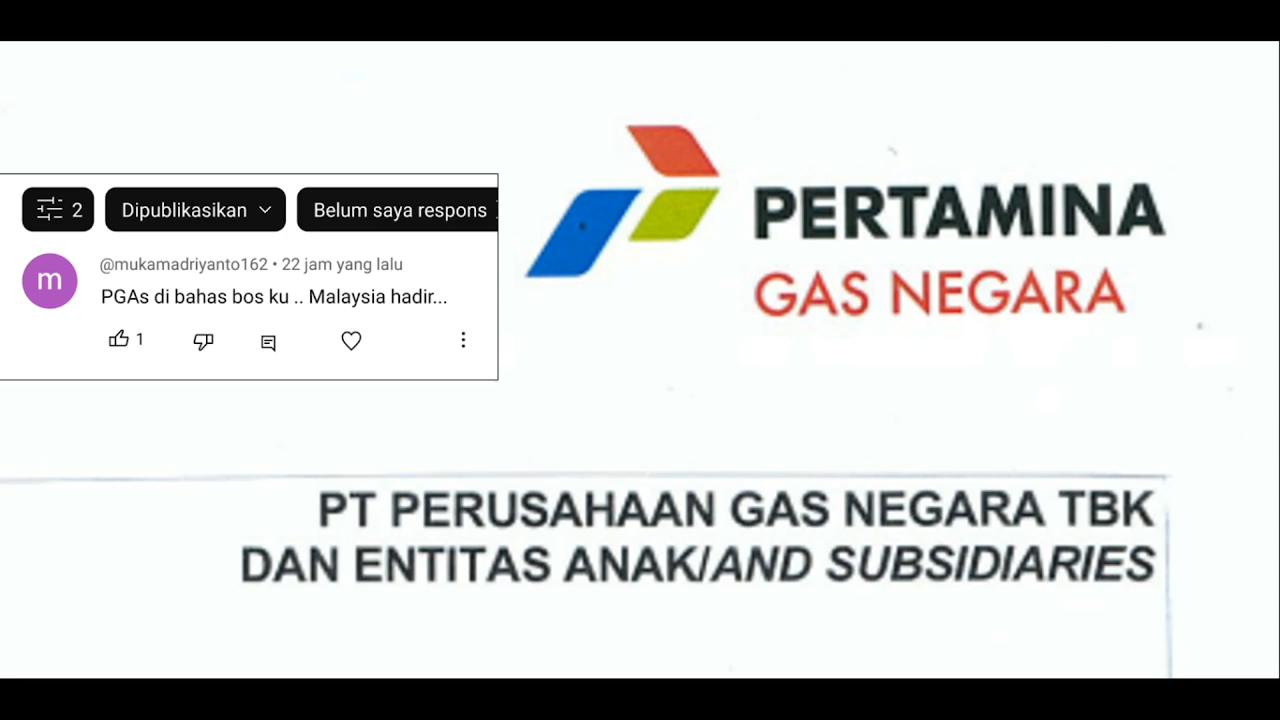 2
Dipublikasikan
Belum saya respons
m
@mukamadriyanto162 • 22 jam yang lalu
PGAs di bahas bos ku .. Malaysia hadir...
1
PERTAMINA
GAS NEGARA
PT PERUSAHAAN GAS NEGARA TBK
DAN ENTITAS ANAK/AND SUBSIDIARIES